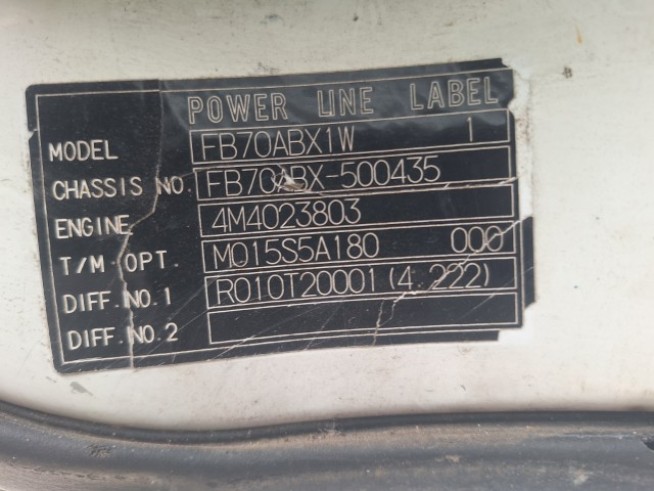 POWER LINE LABEL
MODEL FB70ABX1W 1
CHASSIS NO. FB70ABX-500435
ENGINE 4M4023803
T/M OPT. M015S5A180 000
DIFF.NO.1 R010T20001 (4.222)
DIFF.NO.2